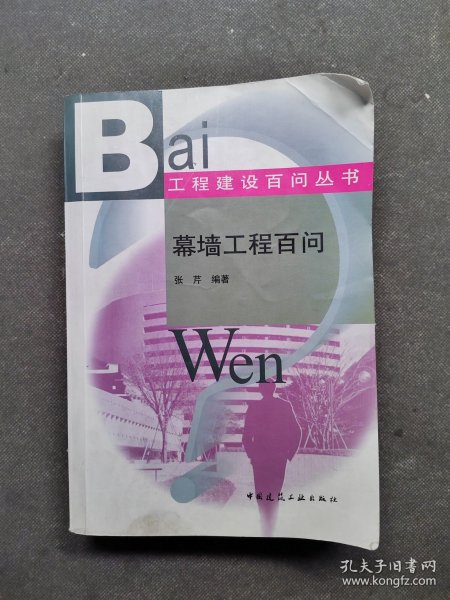 Bai
工程建设百问丛书
幕墙工程百问
张芹 编著
Wen
中国建筑工业出版社
孔夫子旧书网
www.kongfz.com